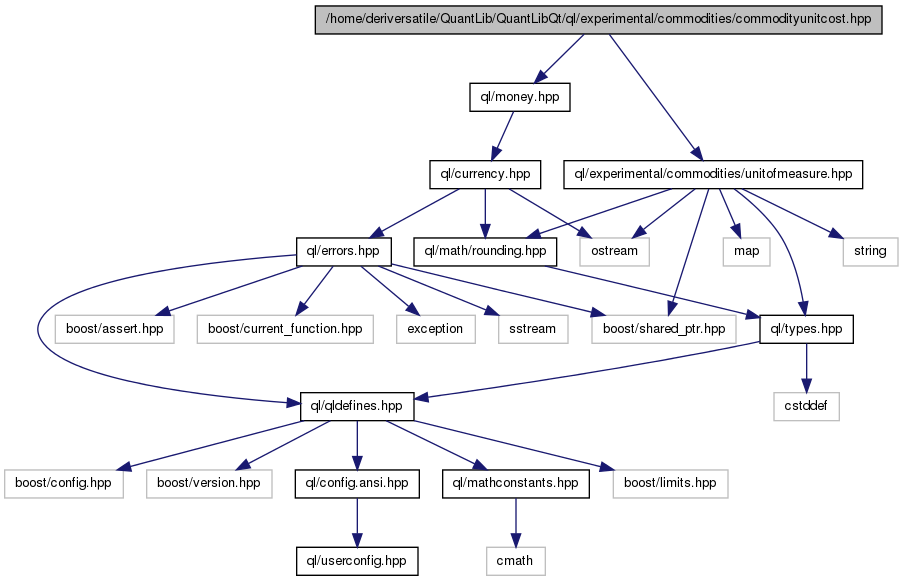 /home/deriversatile/QuantLib/QuantLibQt/ql/experimental/commodities/commodityunitcost.hpp
ql/money.hpp
ql/currency.hpp
ql/experimental/commodities/unitofmeasure.hpp
ql/errors.hpp
ql/math/rounding.hpp
ostream
map
string
boost/assert.hpp
boost/current_function.hpp
exception
sstream
boost/shared_ptr.hpp
ql/types.hpp
ql/qldefines.hpp
cstddef
boost/config.hpp
boost/version.hpp
ql/config.ansi.hpp
ql/mathconstants.hpp
boost/limits.hpp
ql/userconfig.hpp
cmath